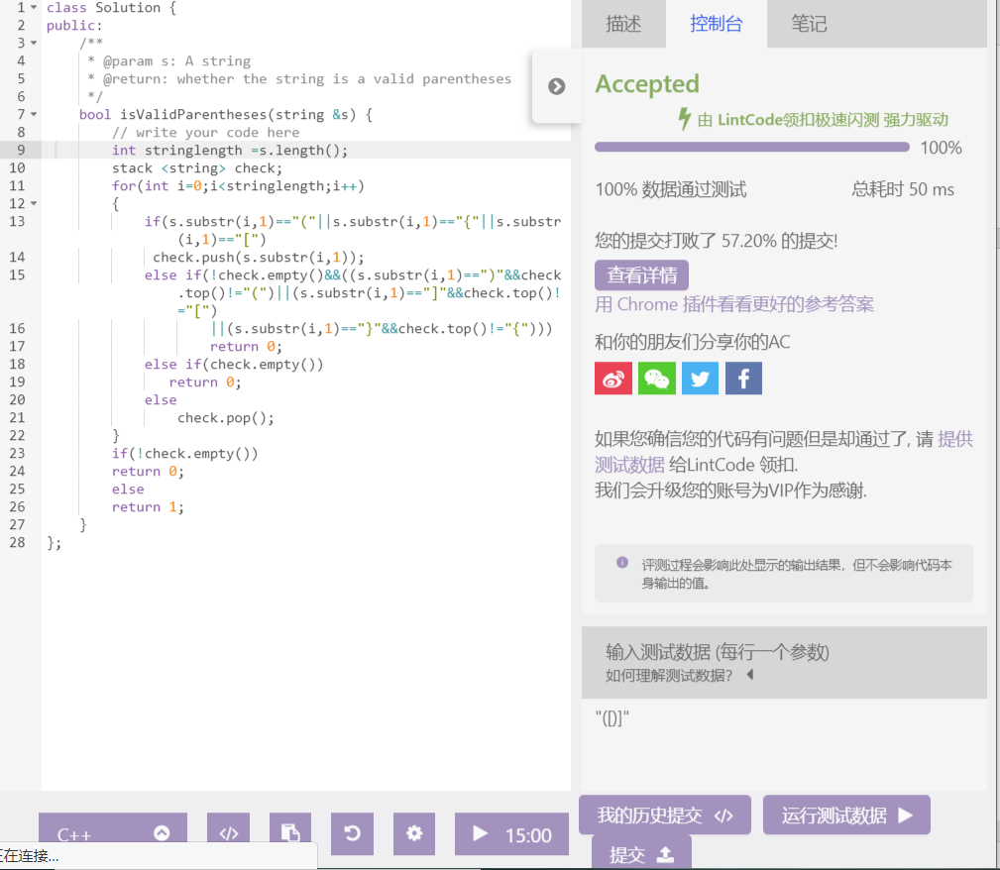 1 class Solution {
2 public:
3 /**
4 * @param s: A string
5 * @return: whether the string is a valid parentheses
6 */
7 bool isValidParentheses(string &s) {
8 // write your code here
9 int stringlength =s.length();
10 stack <string> check;
11 for(int i=0;i<stringlength;i++)
12 {
13 if(s.substr(i,1)=="("||s.substr(i,1)=="{"||s.substr
(i,1)=="[")
14 check.push(s.substr(i,1));
15 else if(!check.empty()&&((s.substr(i,1)==")"&&check
.top()!="(")||(s.substr(i,1)=="]"&&check.top()!
="[")
16 ||(s.substr(i,1)=="}"&&check.top()!="{")))
17 return 0;
18 else if(check.empty())
19 return 0;
20 else
21 check.pop();
22 }
23 if(!check.empty())
24 return 0;
25 else
26 return 1;
27 }
28 };
C++
15:00
正在连接...
描述 控制台 笔记
Accepted
由 LintCode领扣极速闪测 强力驱动
100%
100% 数据通过测试 总耗时 50 ms
您的提交打败了 57.20% 的提交!
查看详情
用 Chrome 插件看看更好的参考答案
和你的朋友们分享你的AC
如果您确信您的代码有问题但是却通过了, 请 提供
测试数据 给LintCode 领扣.
我们会升级您的账号为VIP作为感谢.
评测过程会影响此处显示的输出结果，但不会影响代码本
身输出的值。
输入测试数据 (每行一个参数)
如何理解测试数据?
"([)]"
我的历史提交 运行测试数据
提交